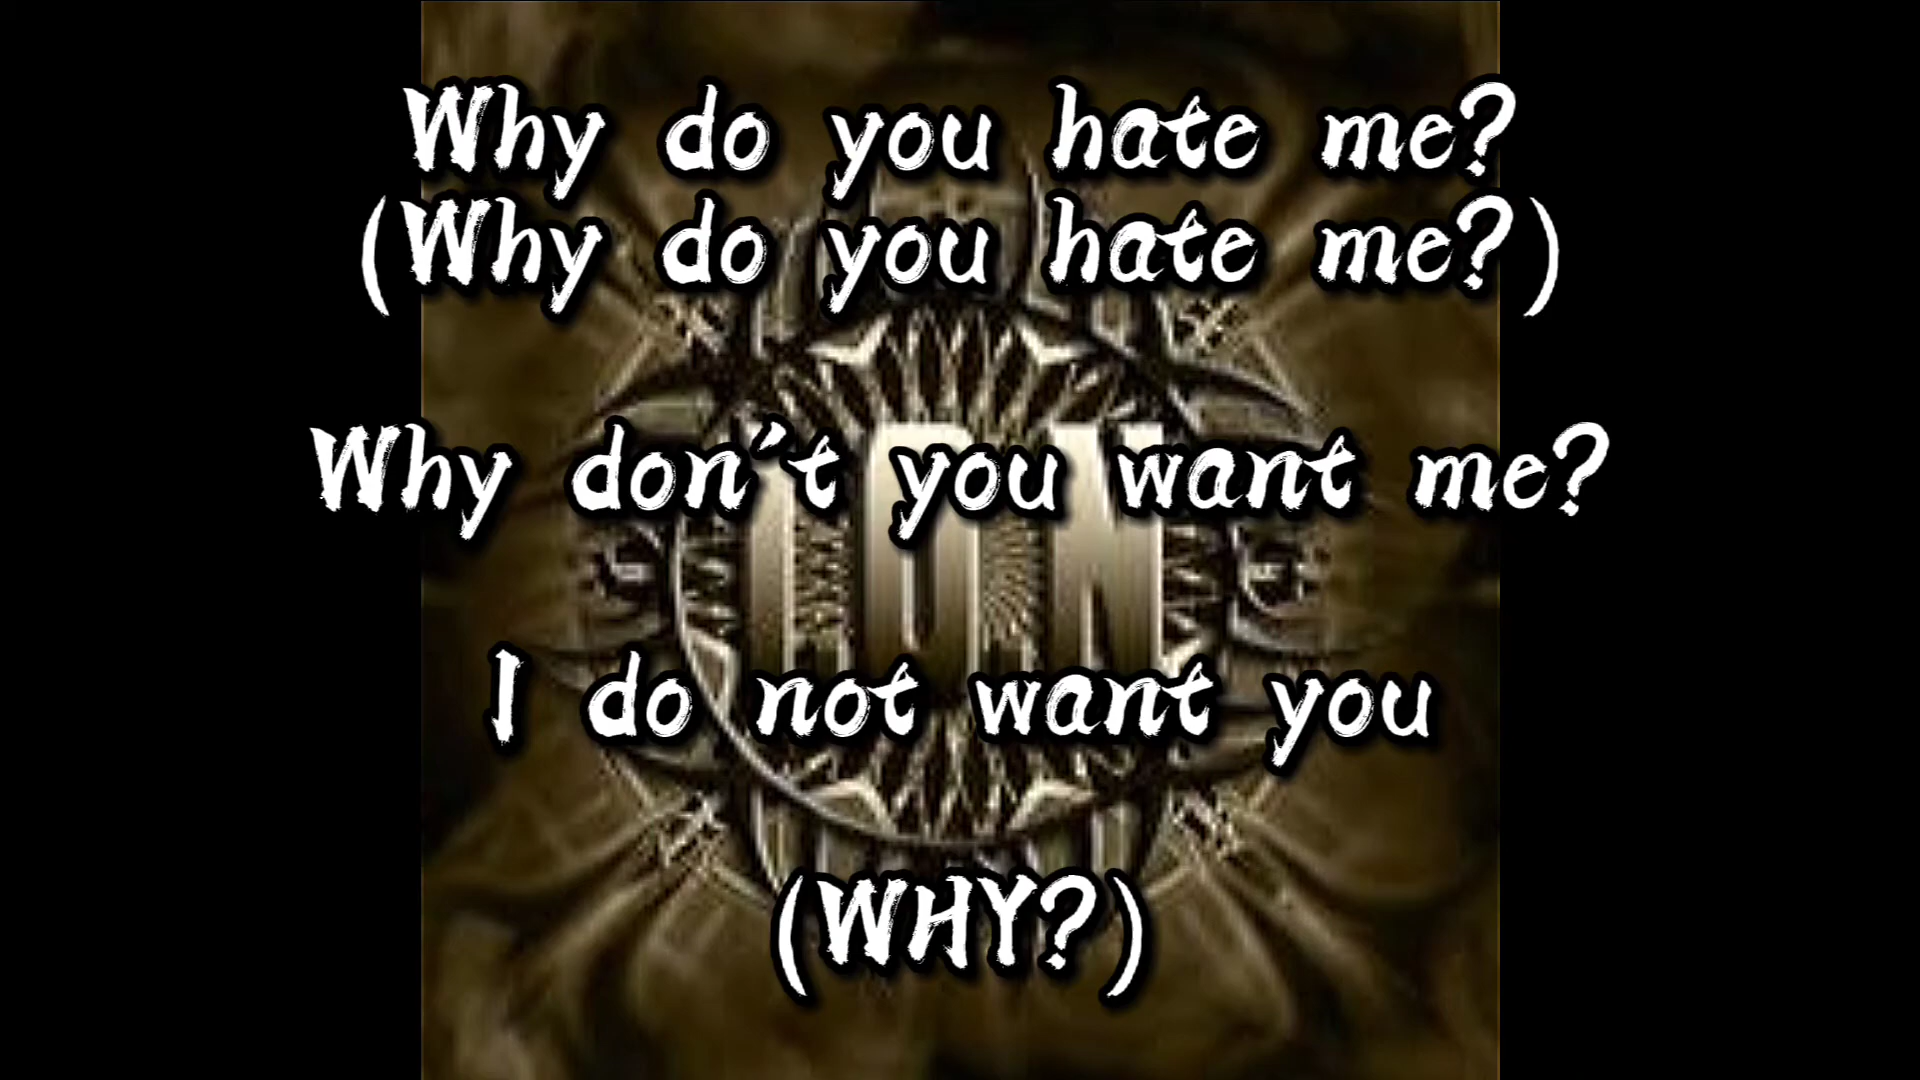 Why do you hate me?
(Why do you hate me?)
Why don't you want me?
I do not want you
(WHY?)